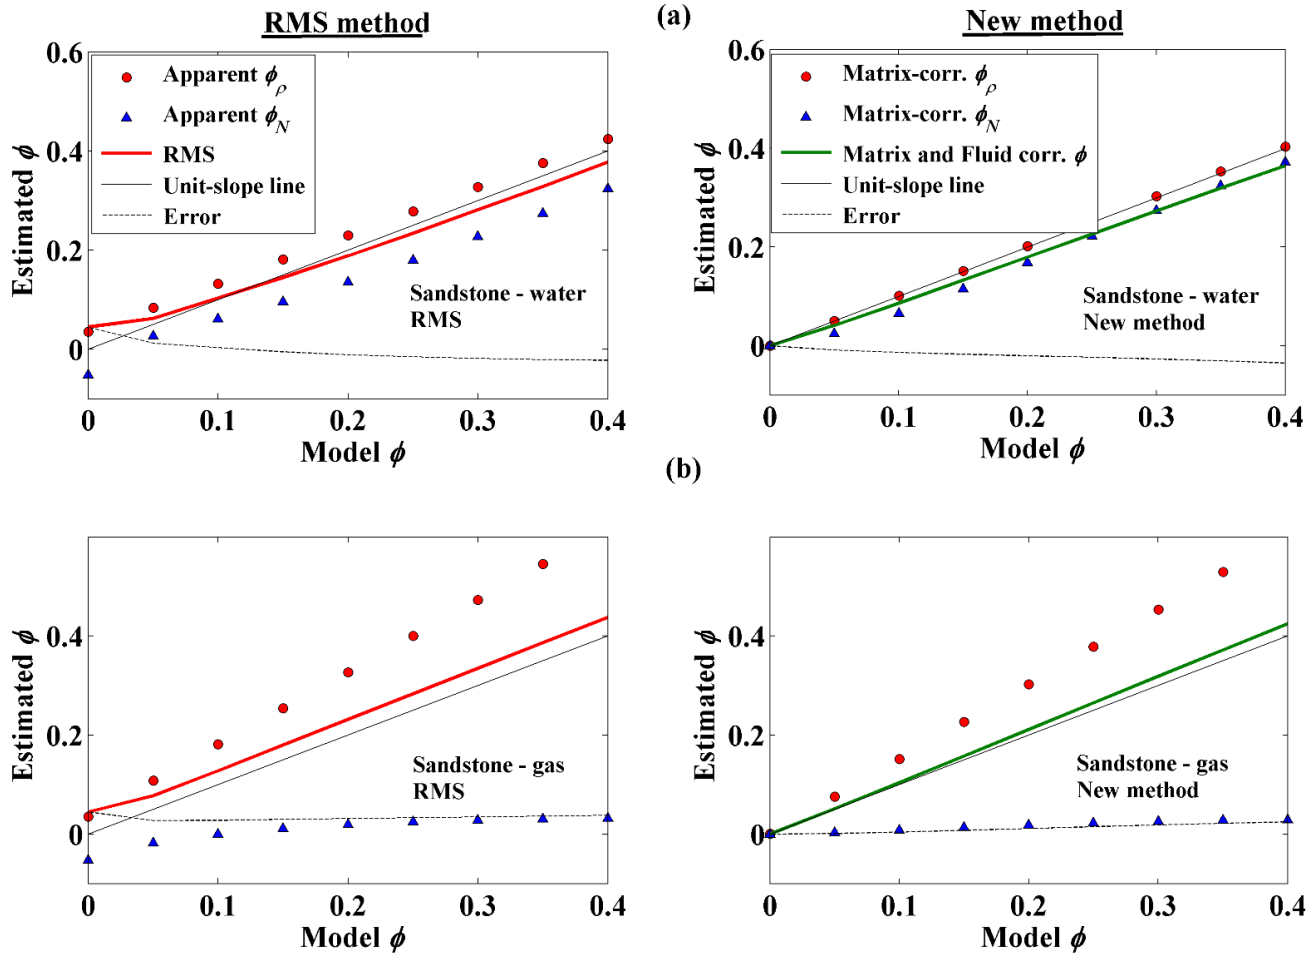 RMS method
(a)
New method
0.6
0.4
0.2
0
Estimated ϕ
Apparent ϕρ
Apparent ϕN
RMS
Unit-slope line
Error
Sandstone - water
RMS
0 0.1 0.2 0.3 0.4
Model ϕ
0.6
0.4
0.2
0
Estimated ϕ
Matrix-corr. ϕρ
Matrix-corr. ϕN
Matrix and Fluid corr. ϕ
Unit-slope line
Error
Sandstone - water
New method
0 0.1 0.2 0.3 0.4
Model ϕ
(b)
0.4
0.2
0
Estimated ϕ
Sandstone - gas
RMS
0 0.1 0.2 0.3 0.4
Model ϕ
0.4
0.2
0
Estimated ϕ
Sandstone - gas
New method
0 0.1 0.2 0.3 0.4
Model ϕ